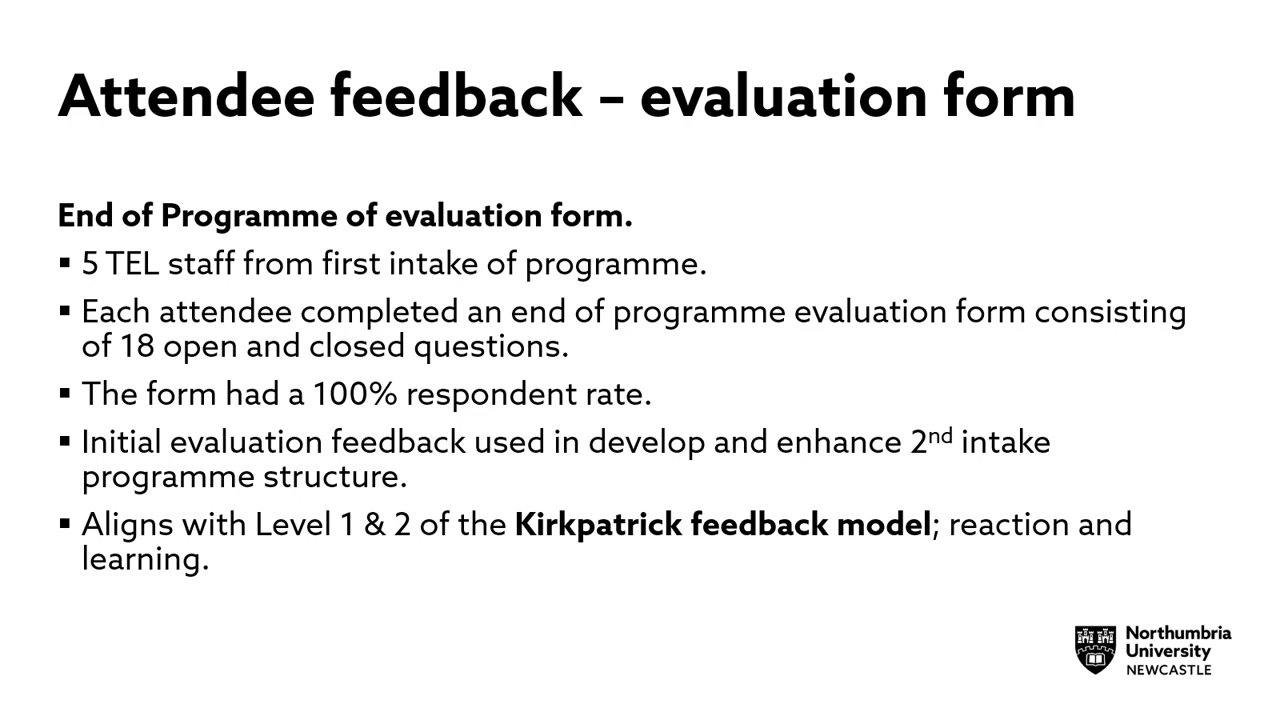 Attendee feedback – evaluation form
End of Programme of evaluation form.
▪ 5 TEL staff from first intake of programme.
▪ Each attendee completed an end of programme evaluation form consisting
of 18 open and closed questions.
▪ The form had a 100% respondent rate.
▪ Initial evaluation feedback used in develop and enhance 2nd intake
programme structure.
▪ Aligns with Level 1 & 2 of the Kirkpatrick feedback model; reaction and
learning.
Northumbria
University
NEWCASTLE